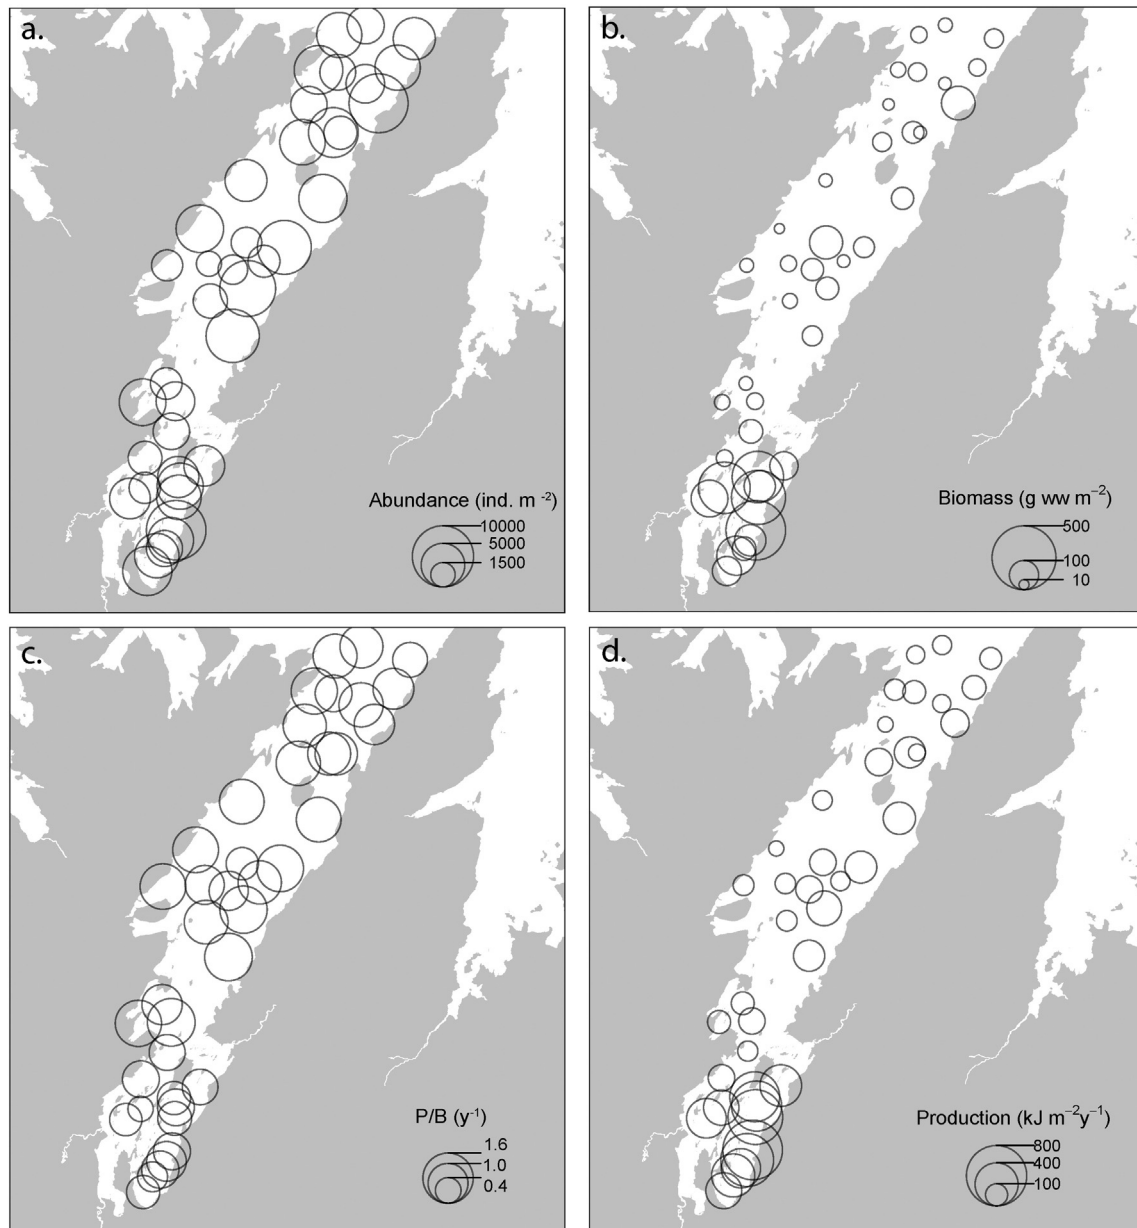 a.
Abundance (ind. m⁻²)
10000
5000
1500
b.
Biomass (g ww m⁻²)
500
100
10
c.
P/B (y⁻¹)
1.6
1.0
0.4
d.
Production (kJ m⁻²y⁻¹)
800
400
100